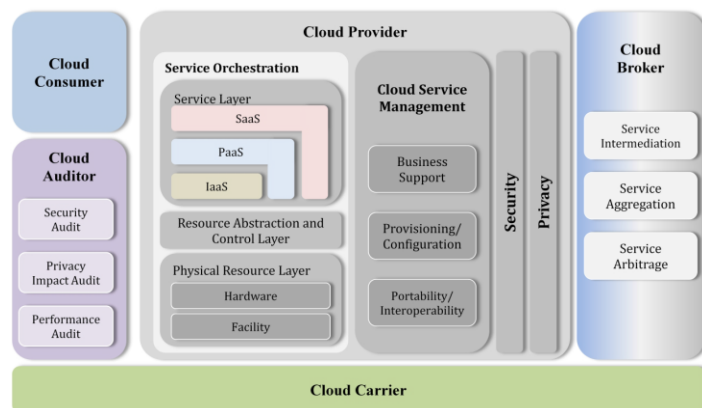 Cloud
Consumer
Cloud
Auditor
Security
Audit
Privacy
Impact Audit
Performance
Audit
Cloud Provider
Service Orchestration
Service Layer
SaaS
PaaS
IaaS
Resource Abstraction and
Control Layer
Physical Resource Layer
Hardware
Facility
Cloud Service
Management
Business
Support
Provisioning/
Configuration
Portability/
Interoperability
Security
Privacy
Cloud
Broker
Service
Intermediation
Service
Aggregation
Service
Arbitrage
Cloud Carrier